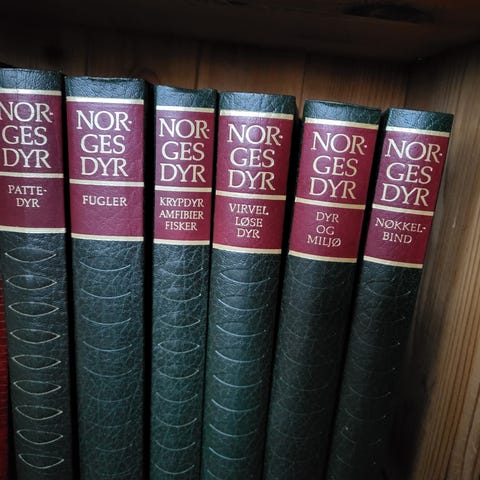 NOR-
GES
DYR
PATTE-
DYR
NOR-
GES
DYR
FUGLER
NOR-
GES
DYR
KRYPDYR
AMFIBIER
FISKER
NOR-
GES
DYR
VIRVEL-
LØSE
DYR
NOR-
GES
DYR
DYR
OG
MILJØ
NOR-
GES
DYR
NØKKEL-
BIND